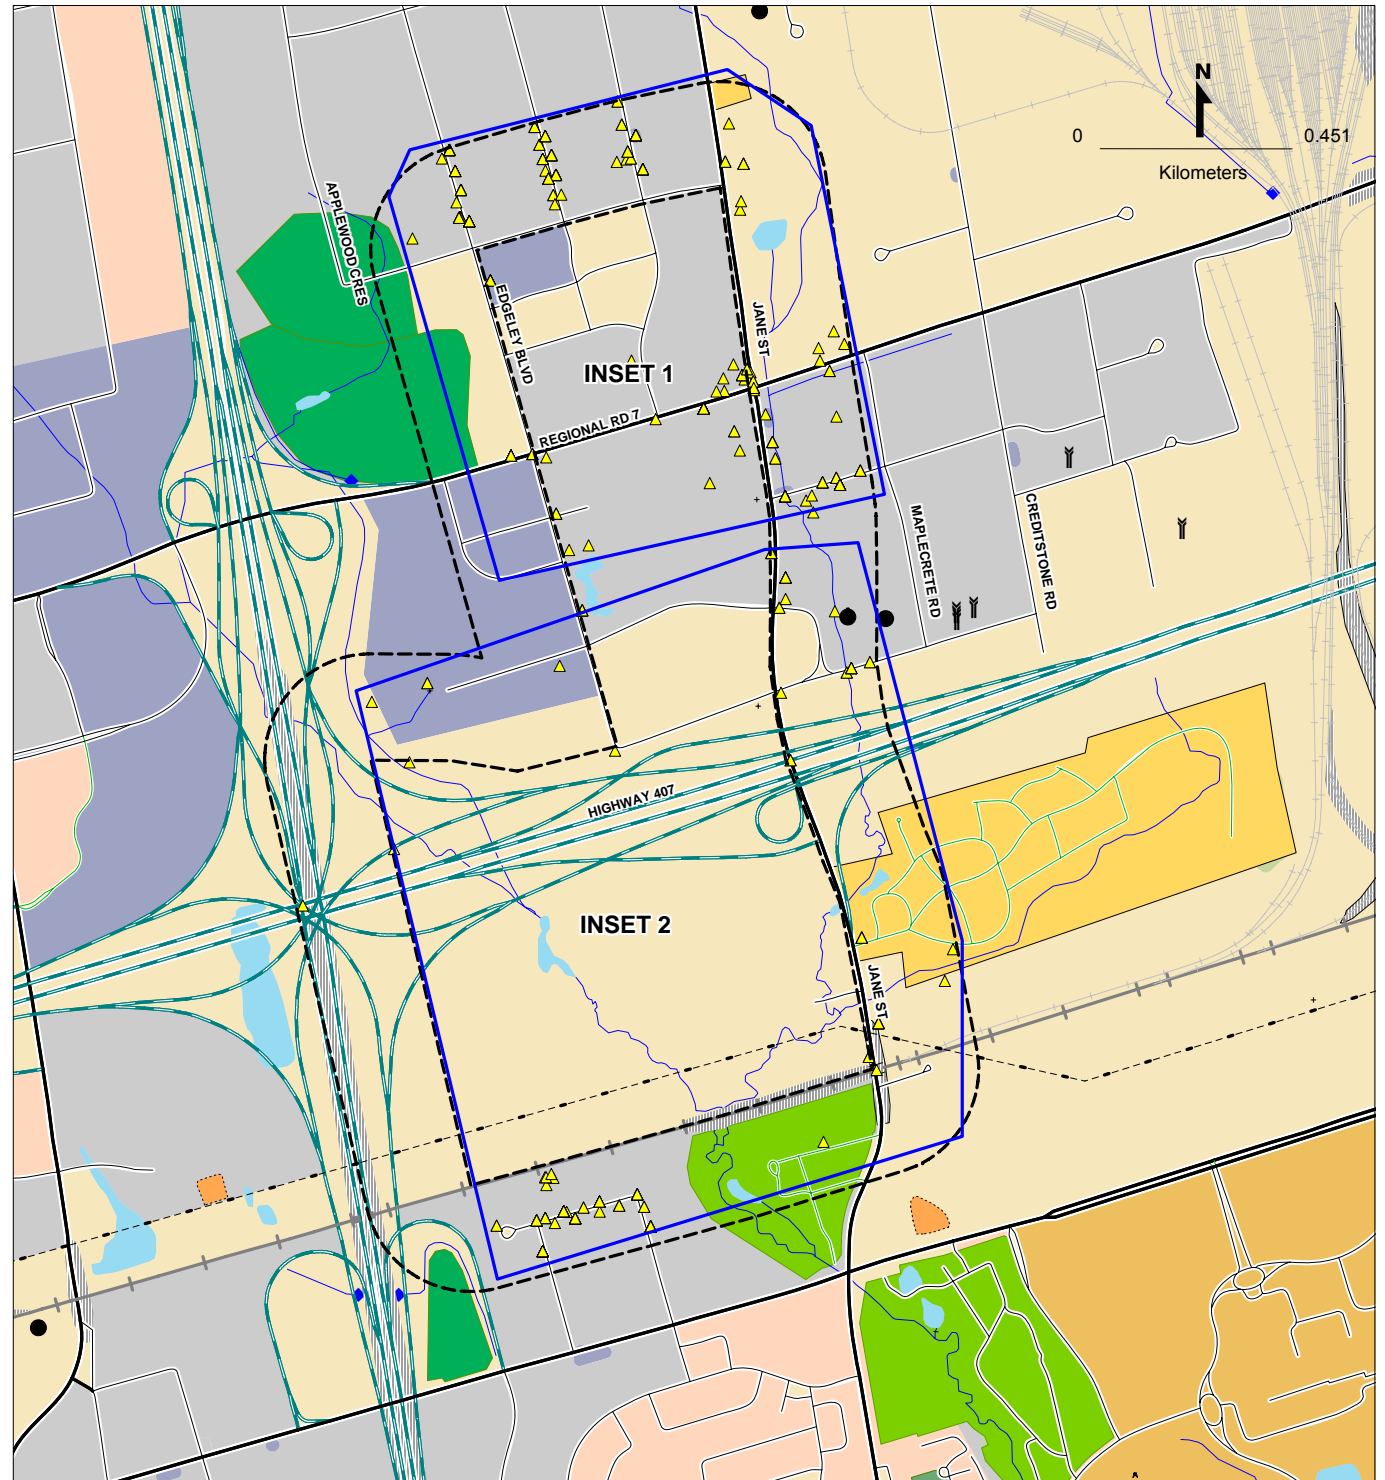 N
0 0.451
Kilometers
APPLEWOOD CRES
EDGELEY BLVD
JANE ST
INSET 1
REGIONAL RD 7
MAPLECRETE RD
CREDITSTONE RD
HIGHWAY 407
INSET 2
JANE ST